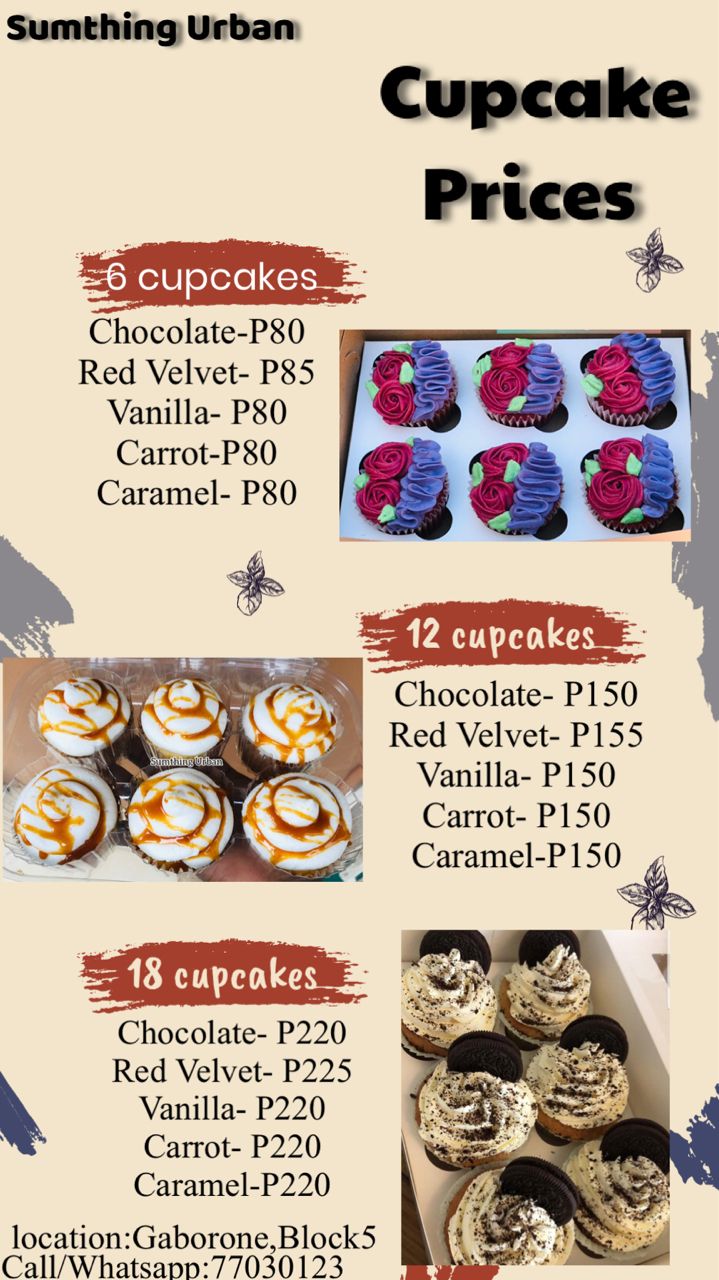 Sumthing Urban
Cupcake
Prices
6 cupcakes
Chocolate-P80
Red Velvet- P85
Vanilla- P80
Carrot-P80
Caramel- P80
12 cupcakes
Chocolate- P150
Red Velvet- P155
Vanilla- P150
Carrot- P150
Caramel-P150
Sumthing Urban
18 cupcakes
Chocolate- P220
Red Velvet- P225
Vanilla- P220
Carrot- P220
Caramel-P220
location:Gaborone,Block5
Call/Whatsapp:77030123